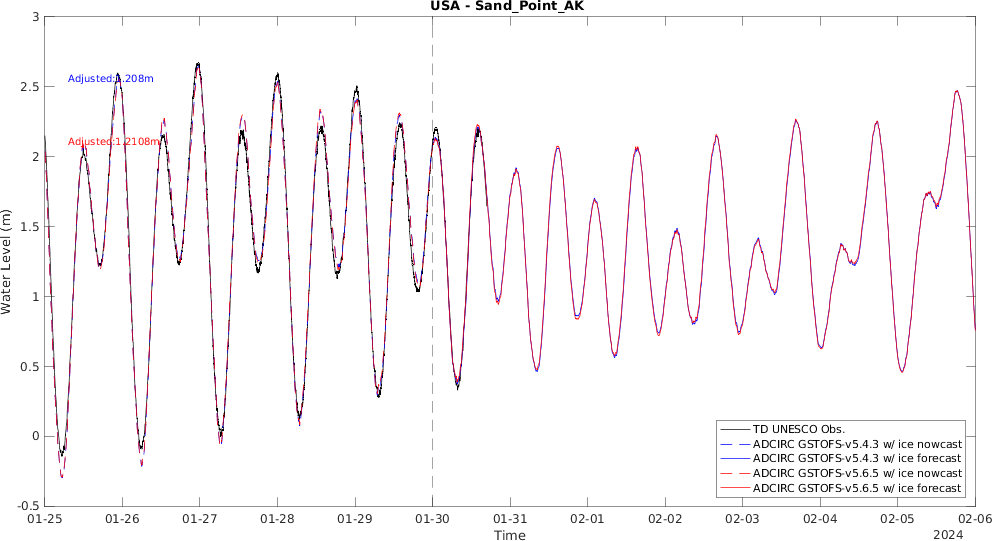 USA - Sand_Point_AK
3
2.5
2
1.5
1
0.5
0
-0.5
Water Level (m)
Adjusted:1.208m
Adjusted:1.2108m
TD UNESCO Obs.
ADCIRC GSTOFS-v5.4.3 w/ ice nowcast
ADCIRC GSTOFS-v5.4.3 w/ ice forecast
ADCIRC GSTOFS-v5.6.5 w/ ice nowcast
ADCIRC GSTOFS-v5.6.5 w/ ice forecast
01-25 01-26 01-27 01-28 01-29 01-30 01-31 02-01 02-02 02-03 02-04 02-05 02-06
Time
2024